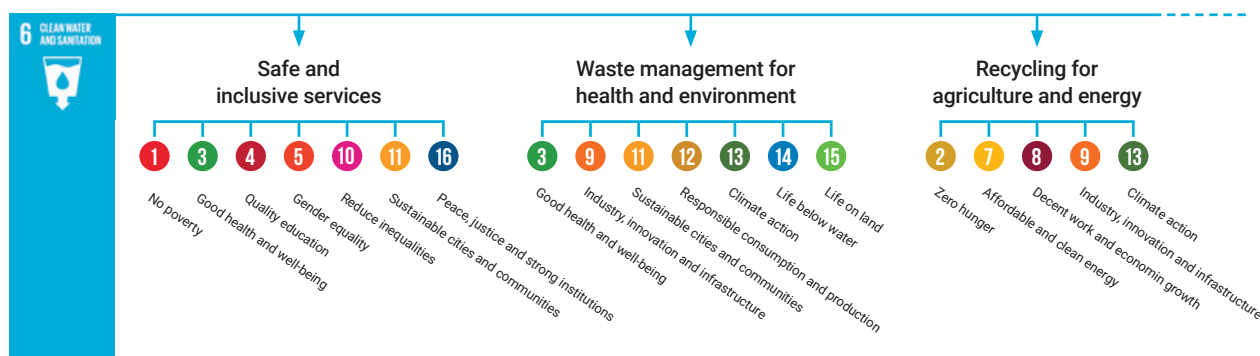 6 CLEAN WATER
AND SANITATION
Safe and
inclusive services
1 3 4 5 10 11 16
No poverty
Good health and well-being
Quality education
Gender equality
Reduce inequalities
Sustainable cities and communities
Peace, justice and strong institutions
Waste management for
health and environment
3 9 11 12 13 14 15
Good health and well-being
Industry, innovation and infrastructure
Sustainable cities and communities
Responsible consumption and production
Climate action
Life below water
Life on land
Recycling for
agriculture and energy
2 7 8 9 13
Zero hunger
Affordable and clean energy
Decent work and economin growth
Industry, innovation and infrastructure
Climate action